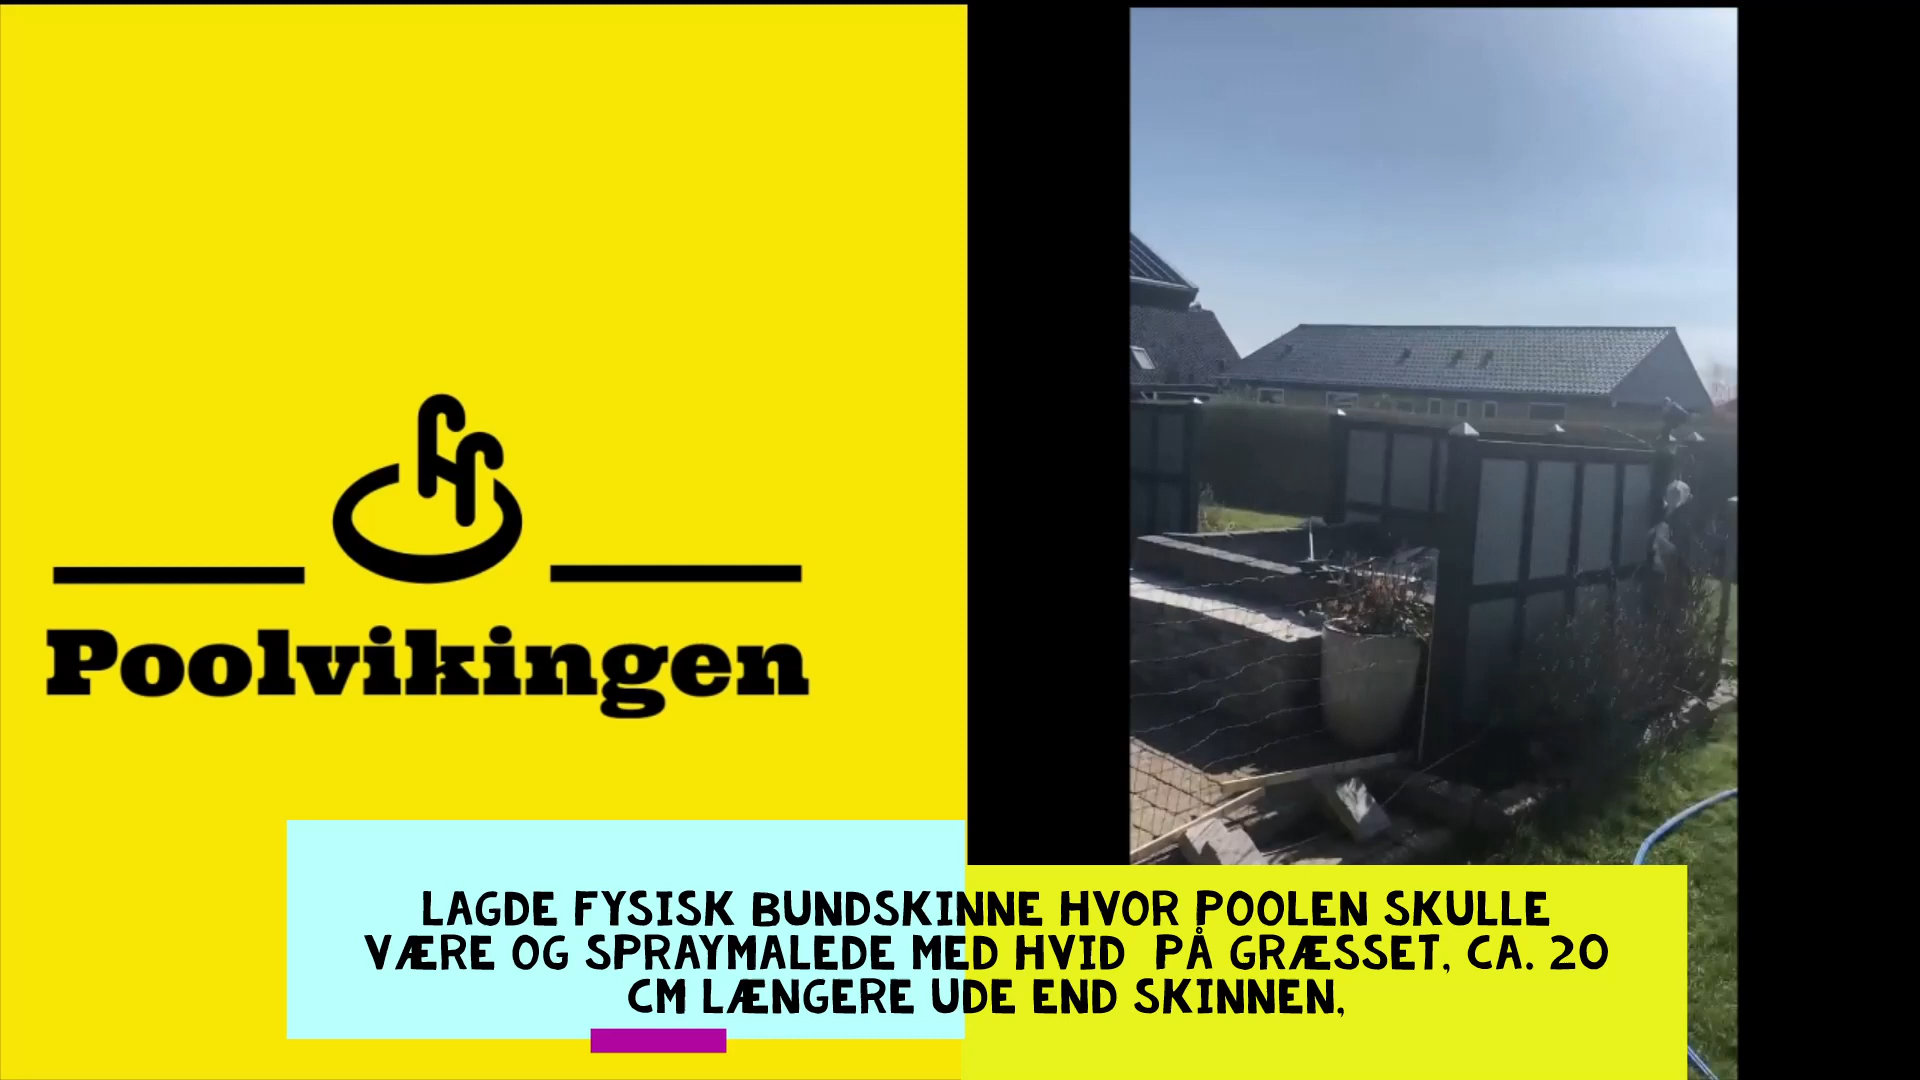 Poolvikingen
LAGDE FYSISK BUNDSKINNE HVOR POOLEN SKULLE
VÆRE OG SPRAYMALEDE MED HVID PÅ GRÆSSET, CA. 20
CM LÆNGERE UDE END SKINNEN,